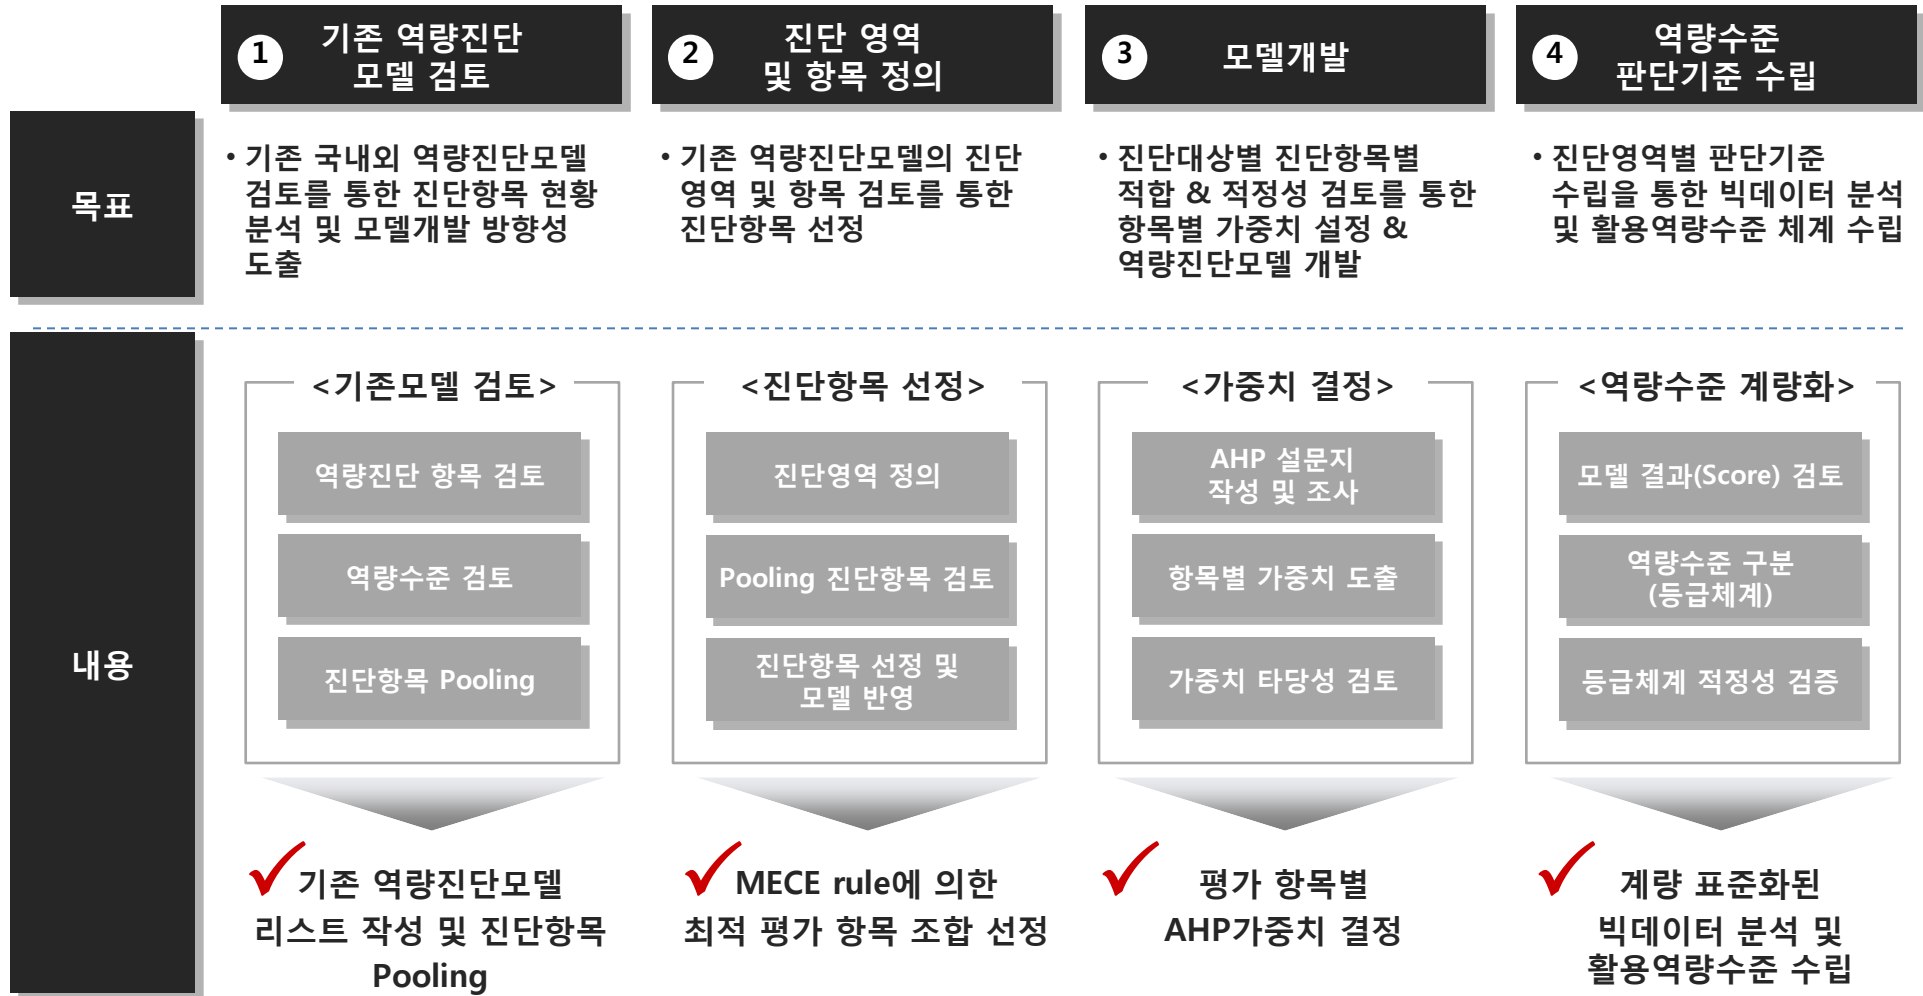 1
기존 역량진단
모델 검토
2
진단 영역
및 항목 정의
3
모델개발
4
역량수준
판단기준 수립
목표
• 기존 국내외 역량진단모델
검토를 통한 진단항목 현황
분석 및 모델개발 방향성
도출
• 기존 역량진단모델의 진단
영역 및 항목 검토를 통한
진단항목 선정
• 진단대상별 진단항목별
적합 & 적정성 검토를 통한
항목별 가중치 설정 &
역량진단모델 개발
• 진단영역별 판단기준
수립을 통한 빅데이터 분석
및 활용역량수준 체계 수립
내용
<기존모델 검토>
역량진단 항목 검토
역량수준 검토
진단항목 Pooling
기존 역량진단모델
리스트 작성 및 진단항목
Pooling
<진단항목 선정>
진단영역 정의
Pooling 진단항목 검토
진단항목 선정 및
모델 반영
MECE rule에 의한
최적 평가 항목 조합 선정
<가중치 결정>
AHP 설문지
작성 및 조사
항목별 가중치 도출
가중치 타당성 검토
평가 항목별
AHP가중치 결정
<역량수준 계량화>
모델 결과(Score) 검토
역량수준 구분
(등급체계)
등급체계 적정성 검증
계량 표준화된
빅데이터 분석 및
활용역량수준 수립